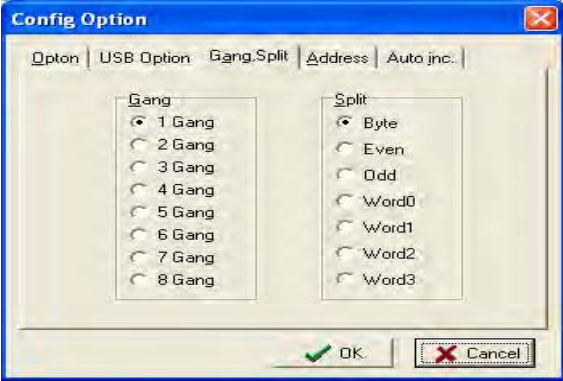 Config Option
Opton USB Option Gang.Split Address Auto inc.
Gang
1 Gang
2 Gang
3 Gang
4 Gang
5 Gang
6 Gang
7 Gang
8 Gang
Split
Byte
Even
Odd
Word0
Word1
Word2
Word3
OK
Cancel